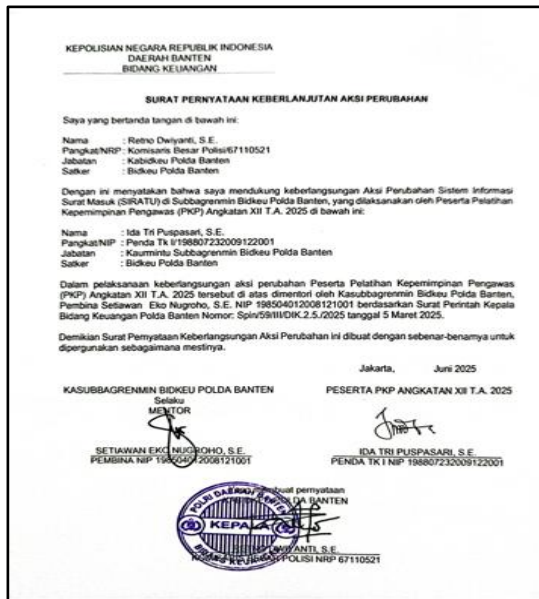 KEPOLISIAN NEGARA REPUBLIK INDONESIA
DAERAH BANTEN
BIDANG KEUANGAN
SURAT PERNYATAAN KEBERLANJUTAN AKSI PERUBAHAN
Saya yang bertanda tangan di bawah ini:
Nama : Retno Dwiyanti, S.E.
Pangkat/NRP : Komisaris Besar Polisi/67110521
Jabatan : Kabidkeu Polda Banten
Satker : Bidkeu Polda Banten
Dengan ini menyatakan bahwa saya mendukung keberlangsungan Aksi Perubahan Sistem Informasi
Surat Masuk (SIRATU) di Subbagrenmin Bidkeu Polda Banten, yang dilaksanakan oleh Peserta Pelatihan
Kepemimpinan Pengawas (PKP) Angkatan XII T.A. 2025 di bawah ini:
Nama : Ida Tri Puspasari, S.E.
Pangkat/NIP : Penda Tk I/198807232009122001
Jabatan : Kaurmintu Subbagrenmin Bidkeu Polda Banten
Satker : Bidkeu Polda Banten
Dalam pelaksanaan keberlangsungan aksi perubahan Peserta Pelatihan Kepemimpinan Pengawas
(PKP) Angkatan XII T.A. 2025 tersebut di atas dimentori oleh Kasubbagrenmin Bidkeu Polda Banten,
Pembina Setiawan Eko Nugroho, S.E. NIP 198504012008121001 berdasarkan Surat Perintah Kepala
Bidang Keuangan Polda Banten Nomor: Sprin/59/III/DIK.2.5./2025 tanggal 5 Maret 2025.
Demikian Surat Pernyataan Keberlangsungan Aksi Perubahan ini dibuat dengan sebenar-benarnya untuk
dipergunakan sebagaimana mestinya.
Jakarta, Juni 2025
KASUBBAGRENMIN BIDKEU POLDA BANTEN
Selaku
MENTOR
PESERTA PKP ANGKATAN XII T.A. 2025
SETIAWAN EKO NUGROHO, S.E.
PEMBINA NIP 198504012008121001
IDA TRI PUSPASARI, S.E.
PENDA TK I NIP 198807232009122001
pernyataan
BANTEN
POLRI DAERAH BANTEN
KEPALA
BIDANG KEUANGAN
S.E.
POLISI NRP 67110521